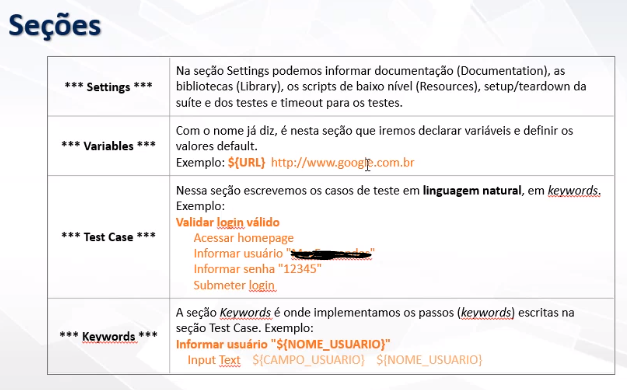 Seções
*** Settings ***
Na seção Settings podemos informar documentação (Documentation), as
bibliotecas (Library), os scripts de baixo nível (Resources), setup/teardown da
suíte e dos testes e timeout para os testes.
*** Variables ***
Com o nome já diz, é nesta seção que iremos declarar variáveis e definir os
valores default.
Exemplo: ${URL} http://www.google.com.br
*** Test Case ***
Nessa seção escrevemos os casos de teste em linguagem natural, em keywords.
Exemplo:
Validar login válido
Acessar homepage
Informar usuário "
Informar senha "12345"
Submeter login
*** Keywords ***
A seção Keywords é onde implementamos os passos (keywords) escritas na
seção Test Case. Exemplo:
Informar usuário "${NOME_USUARIO}"
Input Text ${CAMPO_USUARIO} ${NOME_USUARIO}